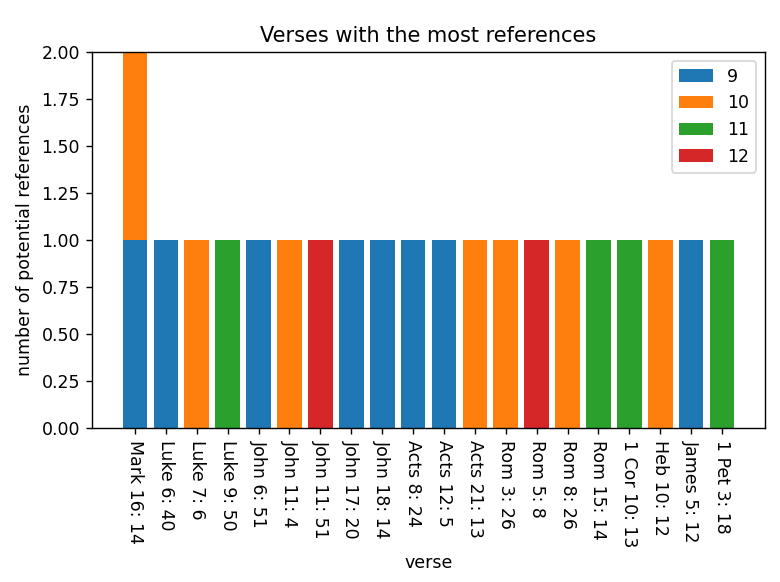 Verses with the most references
number of potential references
2.00
1.75
1.50
1.25
1.00
0.75
0.50
0.25
0.00
9
10
11
12
Mark 16: 14
Luke 6: 40
Luke 7: 6
Luke 9: 50
John 6: 51
John 11: 4
John 11: 51
John 17: 20
John 18: 14
Acts 8: 24
Acts 12: 5
Acts 21: 13
Rom 3: 26
Rom 5: 8
Rom 8: 26
Rom 15: 14
1 Cor 10: 13
Heb 10: 12
James 5: 12
1 Pet 3: 18
verse